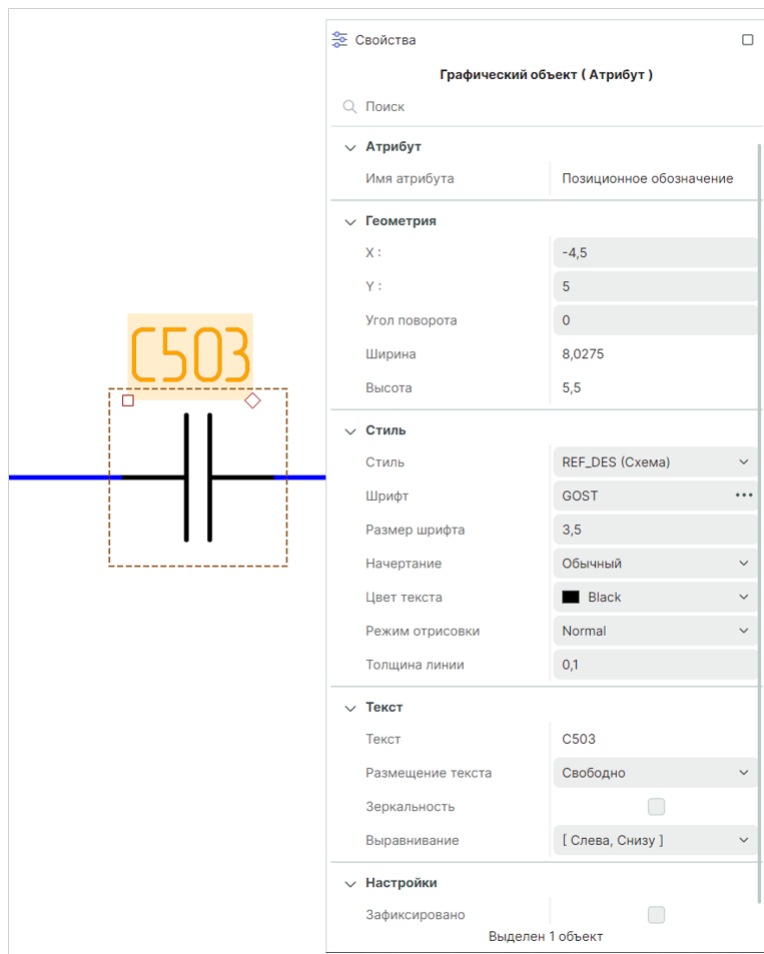 Свойства
Графический объект ( Атрибут )
Поиск
Атрибут
Имя атрибута Позиционное обозначение
Геометрия
X : -4,5
Y : 5
Угол поворота 0
Ширина 8,0275
Высота 5,5
Стиль
Стиль REF_DES (Схема)
Шрифт GOST ...
Размер шрифта 3,5
Начертание Обычный
Цвет текста Black
Режим отрисовки Normal
Толщина линии 0,1
Текст
Текст C503
Размещение текста Свободно
Зеркальность
Выравнивание [ Слева, Снизу ]
Настройки
Зафиксировано
Выделен 1 объект
C503